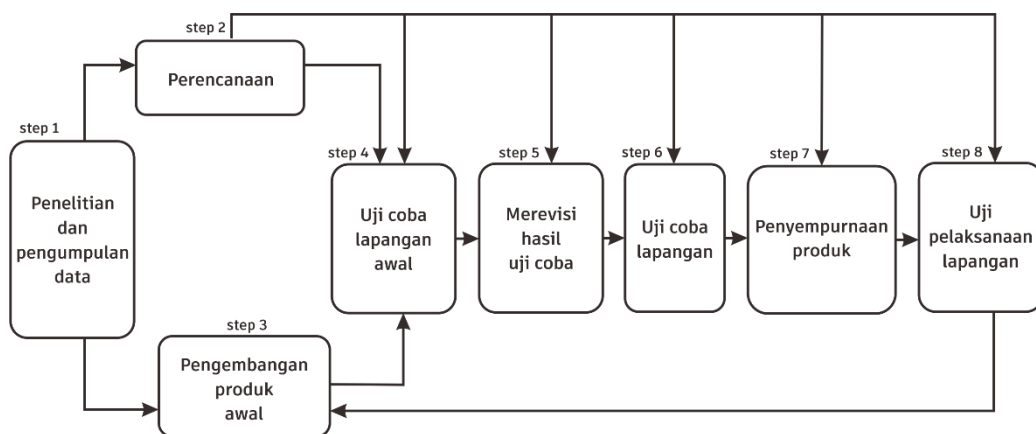 step 1
Penelitian
dan
pengumpulan
data
step 2
Perencanaan
step 3
Pengembangan
produk
awal
step 4
Uji coba
lapangan
awal
step 5
Merevisi
hasil
uji coba
step 6
Uji coba
lapangan
step 7
Penyempurnaan
produk
step 8
Uji
pelaksanaan
lapangan